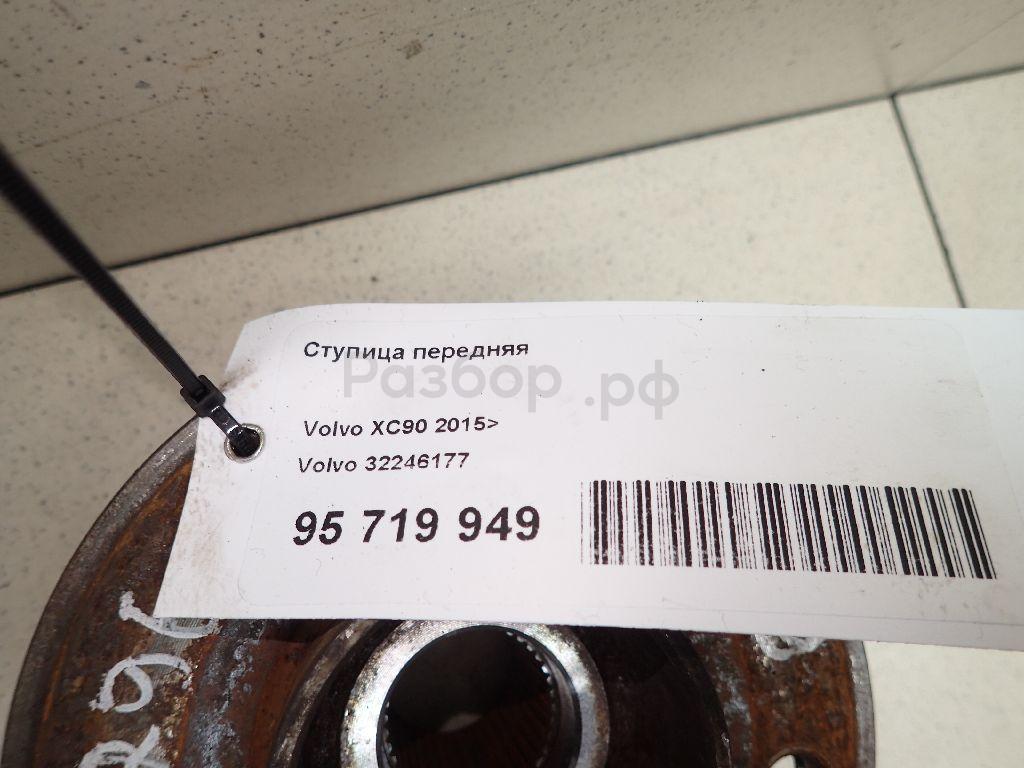 Ступица передняя
Разбор.рф
Volvo XC90 2015>
Volvo 32246177
95 719 949